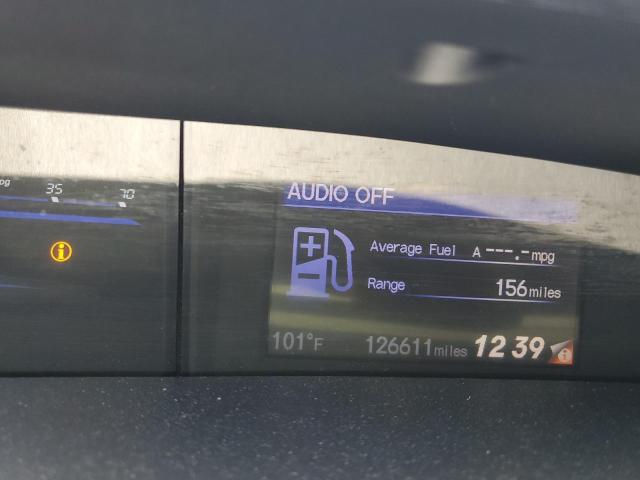 35 70
AUDIO OFF
Average Fuel A ---.- mpg
Range 156 miles
101°F 126611 miles 12 39